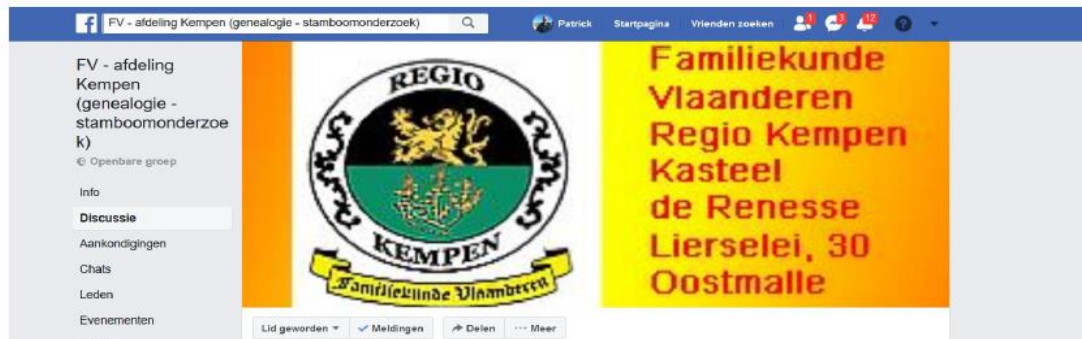 FV - afdeling Kempen (genealogie - stamboomonderzoek)
Patrick
Startpagina
Vrienden zoeken
1
3
12
?
FV - afdeling
Kempen
(genealogie -
stamboomonderzoe
k)
Openbare groep
Info
Discussie
Aankondigingen
Chats
Leden
Evenementen
REGIO
KEMPEN
Familiekunde Vlaanderen
Familiekunde
Vlaanderen
Regio Kempen
Kasteel
de Renesse
Lierselei, 30
Oostmalle
Lid geworden
Meldingen
Delen
··· Meer